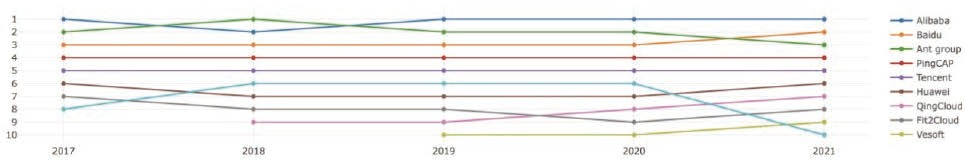 1
2
3
4
5
6
7
8
9
10
2017 2018 2019 2020 2021
Alibaba
Baidu
Ant group
PingCAP
Tencent
Huawei
QingCloud
Fit2Cloud
Vesoft